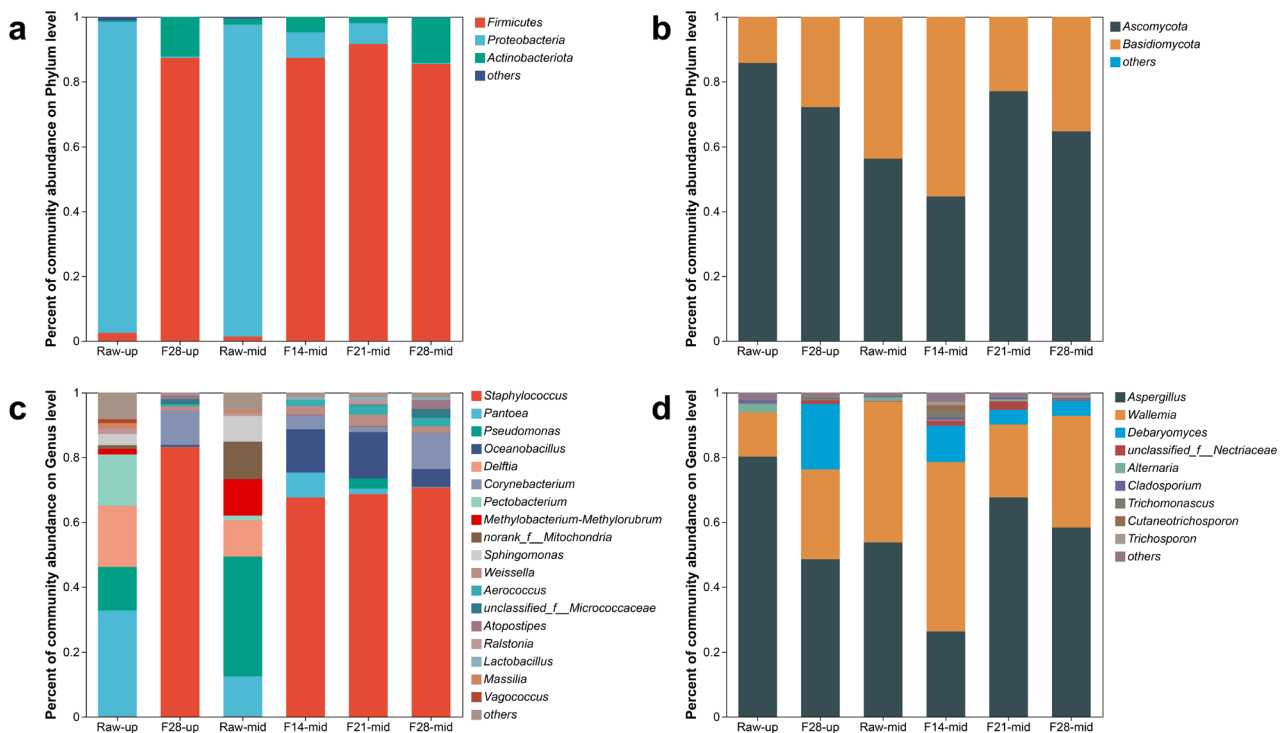 a
Percent of community abundance on Phylum level
1
0.8
0.6
0.4
0.2
0
Raw-up
F28-up
Raw-mid
F14-mid
F21-mid
F28-mid
Firmicutes
Proteobacteria
Actinobacteriota
others
b
Percent of community abundance on Phylum level
1
0.8
0.6
0.4
0.2
0
Raw-up
F28-up
Raw-mid
F14-mid
F21-mid
F28-mid
Ascomycota
Basidiomycota
others
c
Percent of community abundance on Genus level
1
0.8
0.6
0.4
0.2
0
Raw-up
F28-up
Raw-mid
F14-mid
F21-mid
F28-mid
Staphylococcus
Pantoea
Pseudomonas
Oceanobacillus
Delftia
Corynebacterium
Pectobacterium
Methylobacterium-Methylorubrum
norank_f__Mitochondria
Sphingomonas
Weissella
Aerococcus
unclassified_f__Micrococcaceae
Atopostipes
Ralstonia
Lactobacillus
Massilia
Vagococcus
others
d
Percent of community abundance on Genus level
1
0.8
0.6
0.4
0.2
0
Raw-up
F28-up
Raw-mid
F14-mid
F21-mid
F28-mid
Aspergillus
Wallemia
Debaryomyces
unclassified_f__Nectriaceae
Alternaria
Cladosporium
Trichomonascus
Cutaneotrichosporon
Trichosporon
others